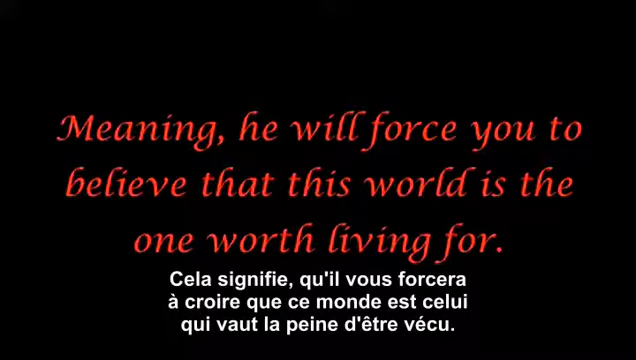 Meaning, he will force you to
believe that this world is the
one worth living for.
Cela signifie, qu'il vous forcera
à croire que ce monde est celui
qui vaut la peine d'être vécu.